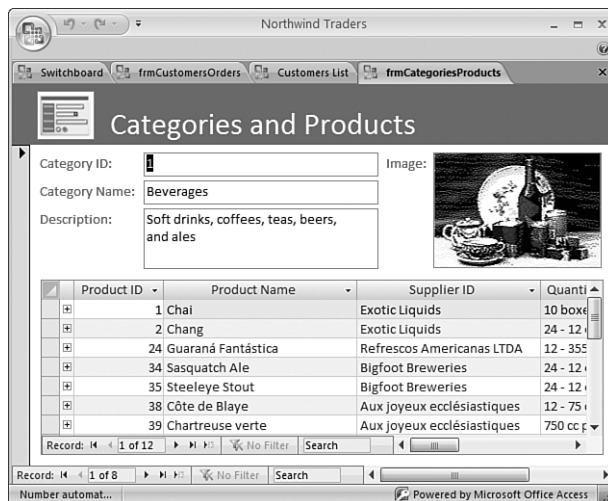 Northwind Traders
Switchboard frmCustomersOrders Customers List frmCategoriesProducts
Categories and Products
Category ID: 1 Image:
Category Name: Beverages
Description: Soft drinks, coffees, teas, beers,
and ales
Product ID Product Name Supplier ID Quanti
1 Chai Exotic Liquids 10 boxe
2 Chang Exotic Liquids 24 - 12
24 Guaraná Fantástica Refrescos Americanas LTDA 12 - 355
34 Sasquatch Ale Bigfoot Breweries 24 - 12
35 Steeleye Stout Bigfoot Breweries 24 - 12
38 Côte de Blaye Aux joyeux ecclésiastiques 12 - 75
39 Chartreuse verte Aux joyeux ecclésiastiques 750 cc
Record: 1 of 12 No Filter Search
Record: 1 of 8 No Filter Search
Number automat... Powered by Microsoft Office Access